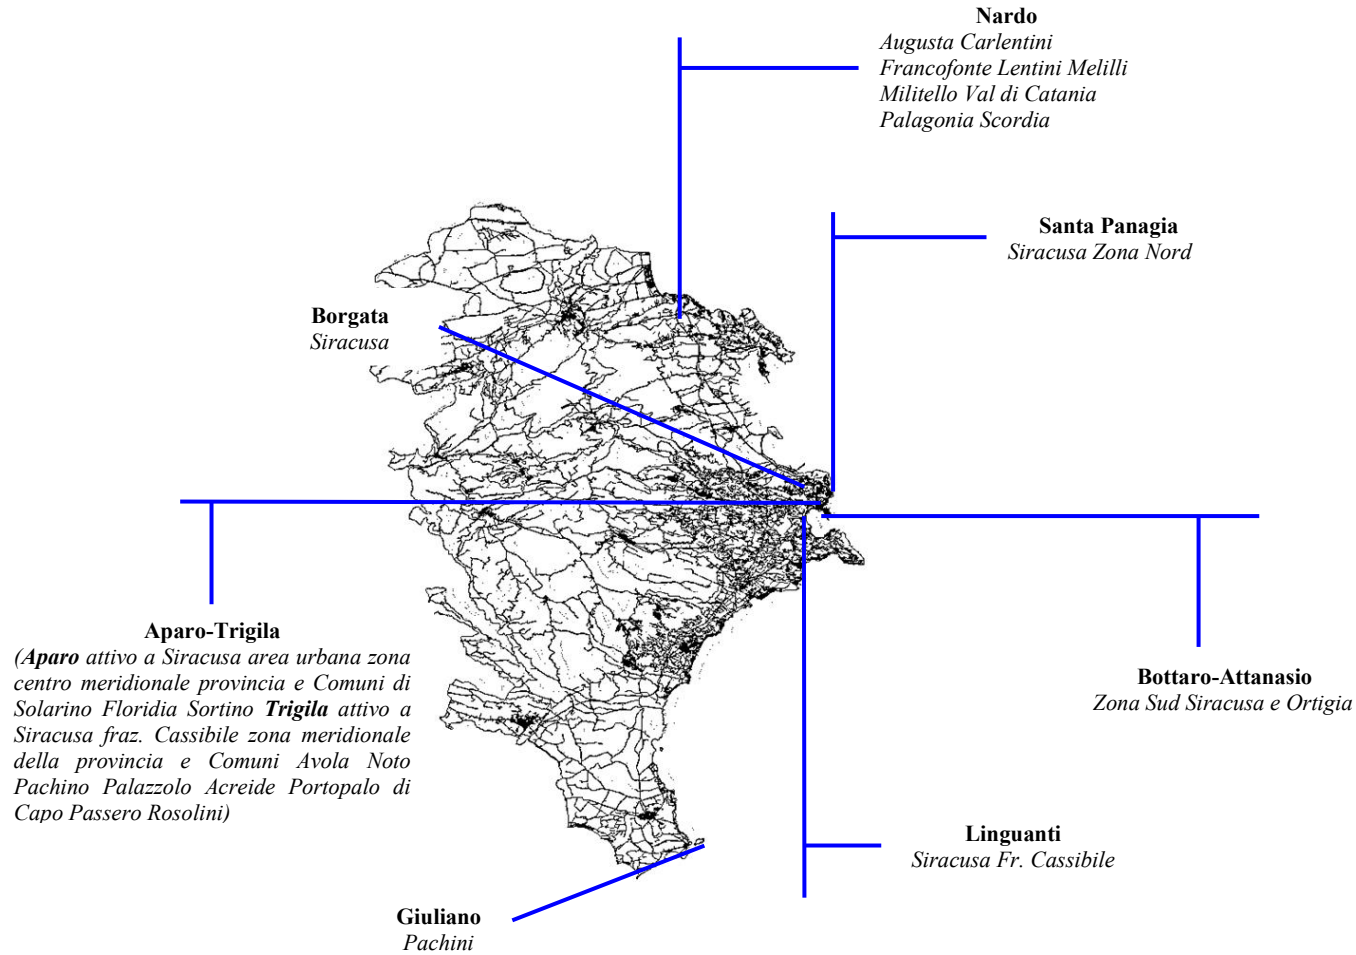 Nardo
Augusta Carlentini
Francofonte Lentini Melilli
Militello Val di Catania
Palagonia Scordia
Santa Panagia
Siracusa Zona Nord
Borgata
Siracusa
Aparo-Trigila
(Aparo attivo a Siracusa area urbana zona
centro meridionale provincia e Comuni di
Solarino Floridia Sortino Trigila attivo a
Siracusa fraz. Cassibile zona meridionale
della provincia e Comuni Avola Noto
Pachino Palazzolo Acreide Portopalo di
Capo Passero Rosolini)
Bottaro-Attanasio
Zona Sud Siracusa e Ortigia
Linguanti
Siracusa Fr. Cassibile
Giuliano
Pachini